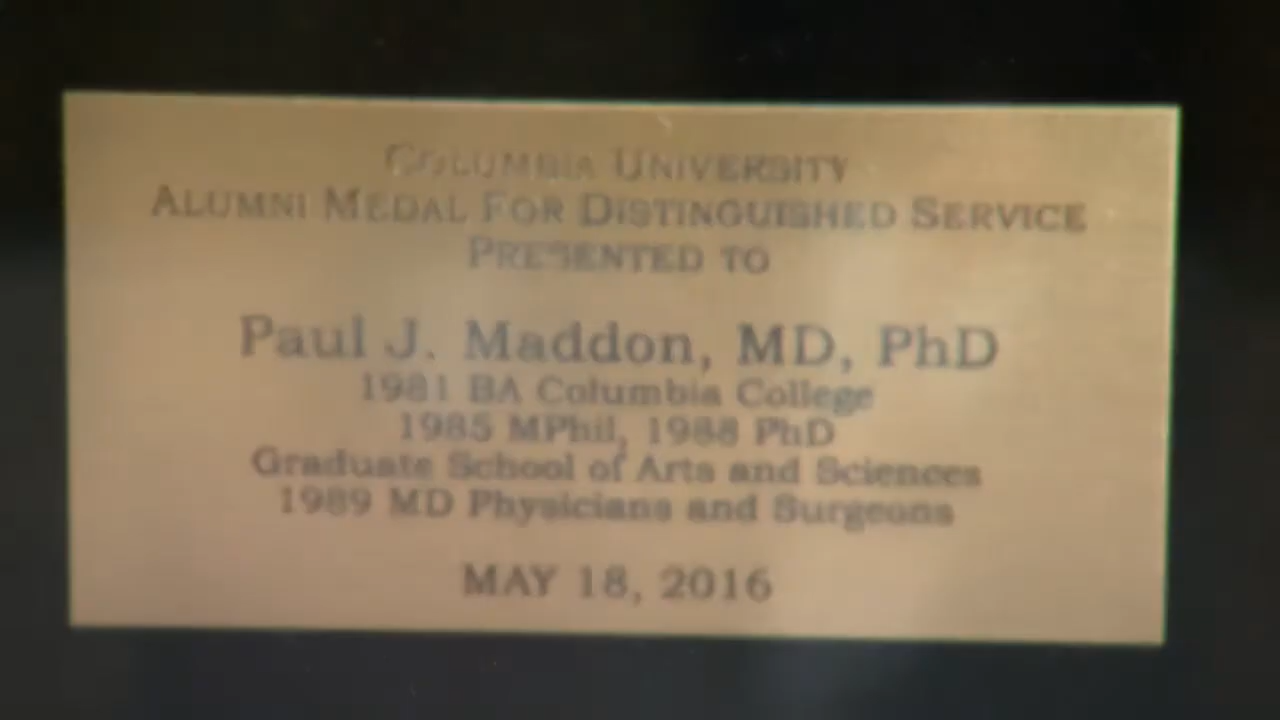 COLUMBIA UNIVERSITY
ALUMNI MEDAL FOR DISTINGUISHED SERVICE
PRESENTED TO
Paul J. Maddon, MD, PhD
1981 BA Columbia College
1985 MPhil, 1988 PhD
Graduate School of Arts and Sciences
1989 MD Physicians and Surgeons
MAY 18, 2016